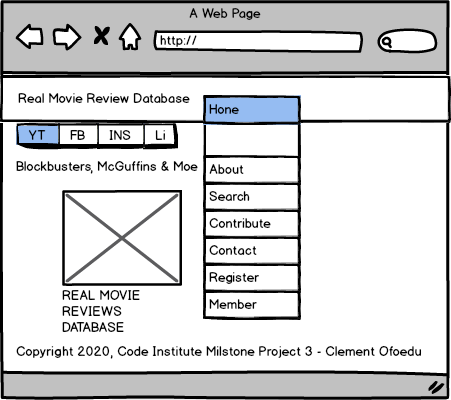 A Web Page
http://
Real Movie Review Database
Hone
YT FB INS Li
Blockbusters, McGuffins & Moe
About
Search
Contribute
Contact
Register
Member
REAL MOVIE
REVIEWS
DATABASE
Copyright 2020, Code Institute Milstone Project 3 - Clement Ofoedu